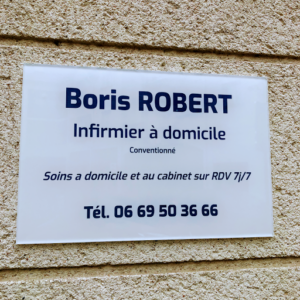 Boris ROBERT
Infirmier à domicile
Conventionné
Soins a domicile et au cabinet sur RDV 7j/7
Tél. 06 69 50 36 66